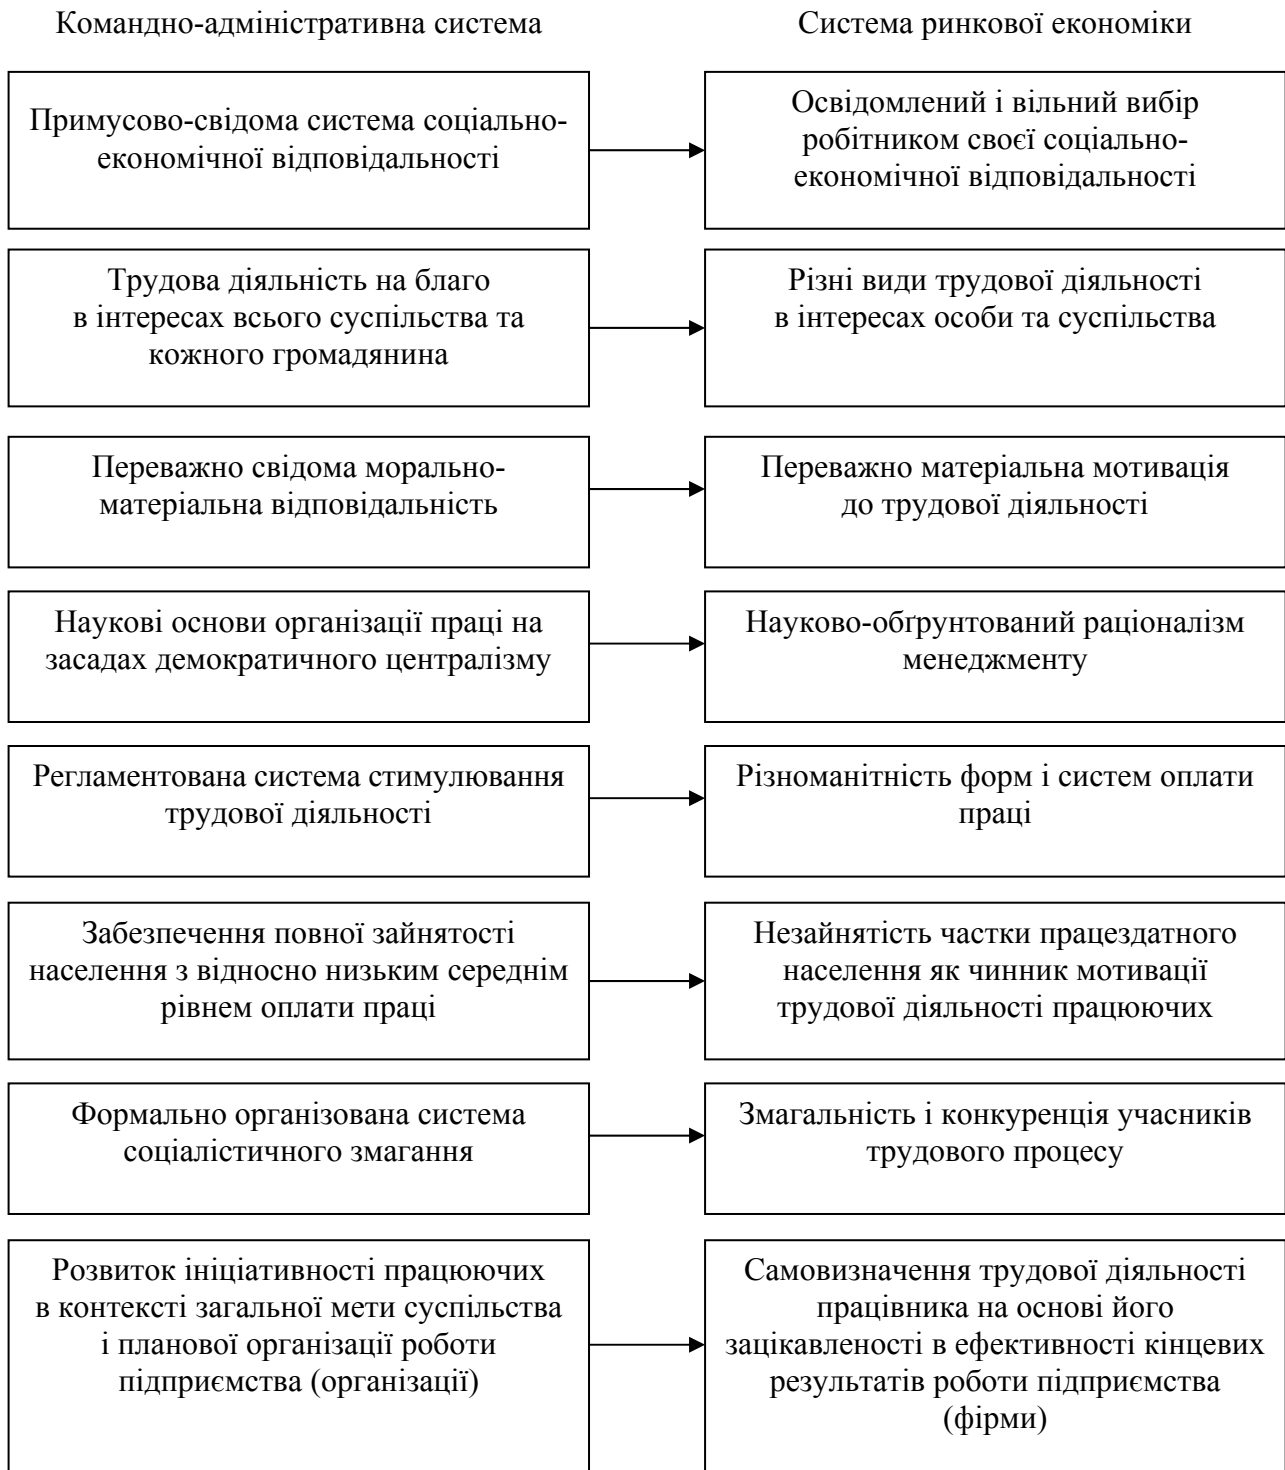 Командно-адміністративна система
Система ринкової економіки
Примусово-свідома система соціально-
економічної відповідальності
Освідомлений і вільний вибір
робітником своєї соціально-
економічної відповідальності
Трудова діяльність на благо
в інтересах всього суспільства та
кожного громадянина
Різні види трудової діяльності
в інтересах особи та суспільства
Переважно свідома морально-
матеріальна відповідальність
Переважно матеріальна мотивація
до трудової діяльності
Наукові основи організації праці на
засадах демократичного централізму
Науково-обґрунтований раціоналізм
менеджменту
Регламентована система стимулювання
трудової діяльності
Різноманітність форм і систем оплати
праці
Забезпечення повної зайнятості
населення з відносно низьким середнім
рівнем оплати праці
Незайнятість частки працездатного
населення як чинник мотивації
трудової діяльності працюючих
Формально організована система
соціалістичного змагання
Змагальність і конкуренція учасників
трудового процесу
Розвиток ініціативності працюючих
в контексті загальної мети суспільства
і планової організації роботи
підприємства (організації)
Самовизначення трудової діяльності
працівника на основі його
зацікавленості в ефективності кінцевих
результатів роботи підприємства
(фірми)